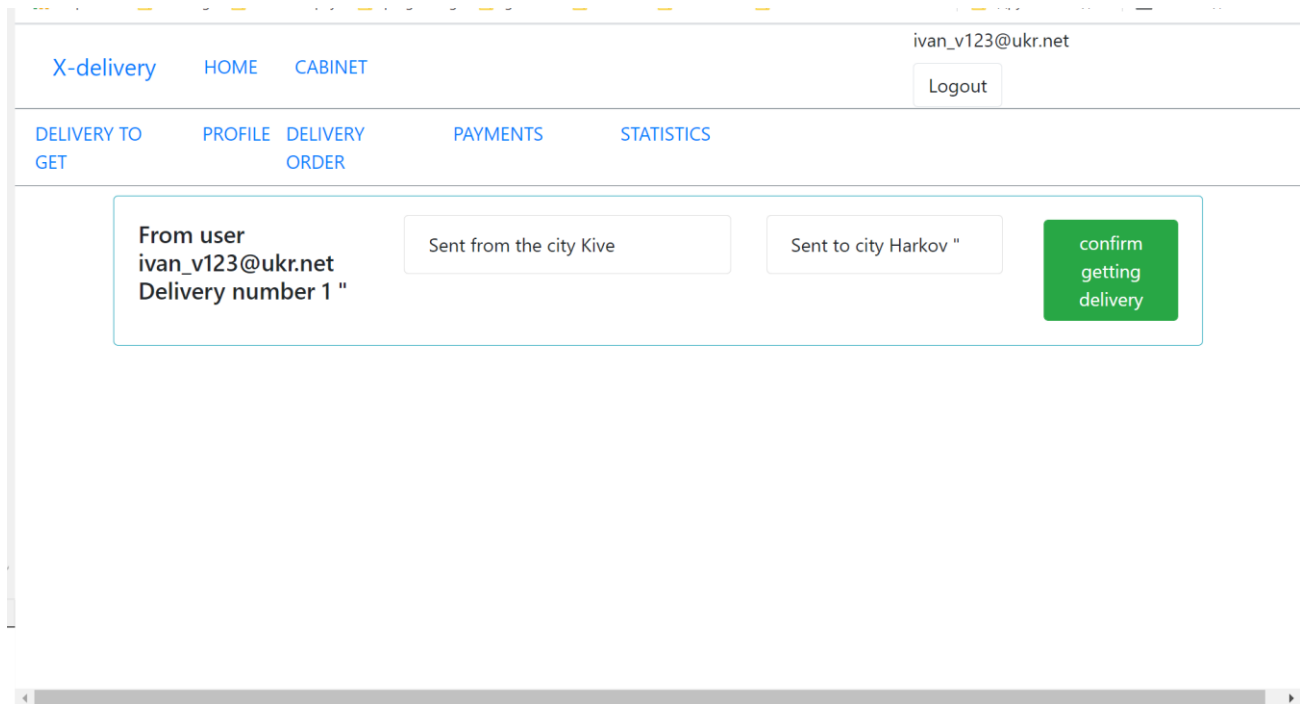 ivan_v123@ukr.net
X-delivery HOME CABINET
Logout
DELIVERY TO PROFILE DELIVERY PAYMENTS STATISTICS
GET ORDER
From user
ivan_v123@ukr.net
Delivery number 1 "
Sent from the city Kive
Sent to city Harkov "
confirm
getting
delivery